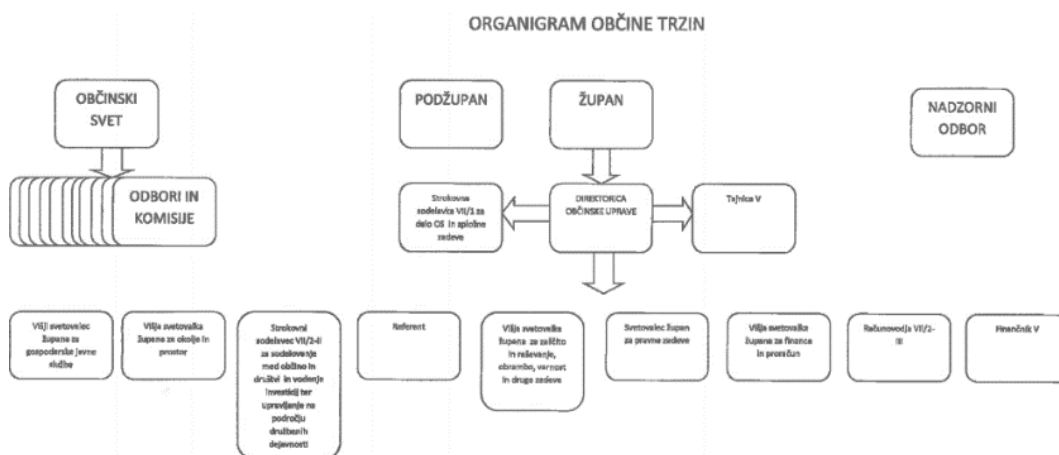 ORGANIGRAM OBČINE TRZIN
OBČINSKI
SVET
PODŽUPAN
ŽUPAN
NADZORNI
ODBOR
ODBORI IN
KOMISIJE
Strokovna
sodelavka VII/1 za
delo OS in splošne
zadeve
DIREKTORICA
OBČINSKE UPRAVE
Tajnica V
Višji svetovalec
župana za
gospodarske javne
službe
Višja svetovalka
župana za okolje in
prostor
Strokovni
sodelavec VII/2-II
za sodelovanje
med občino in
društvi in vodenje
investicij ter
upravljanje na
področju
družbenih
dejavnosti
Referent
Višja svetovalka
župana za zaščito
in reševanje,
obrambo, varnost
in druge zadeve
Svetovalec župan
za pravne zadeve
Višja svetovalka
župana za finance
in proračun
Računovodja VII/2-
III
Finančnik V